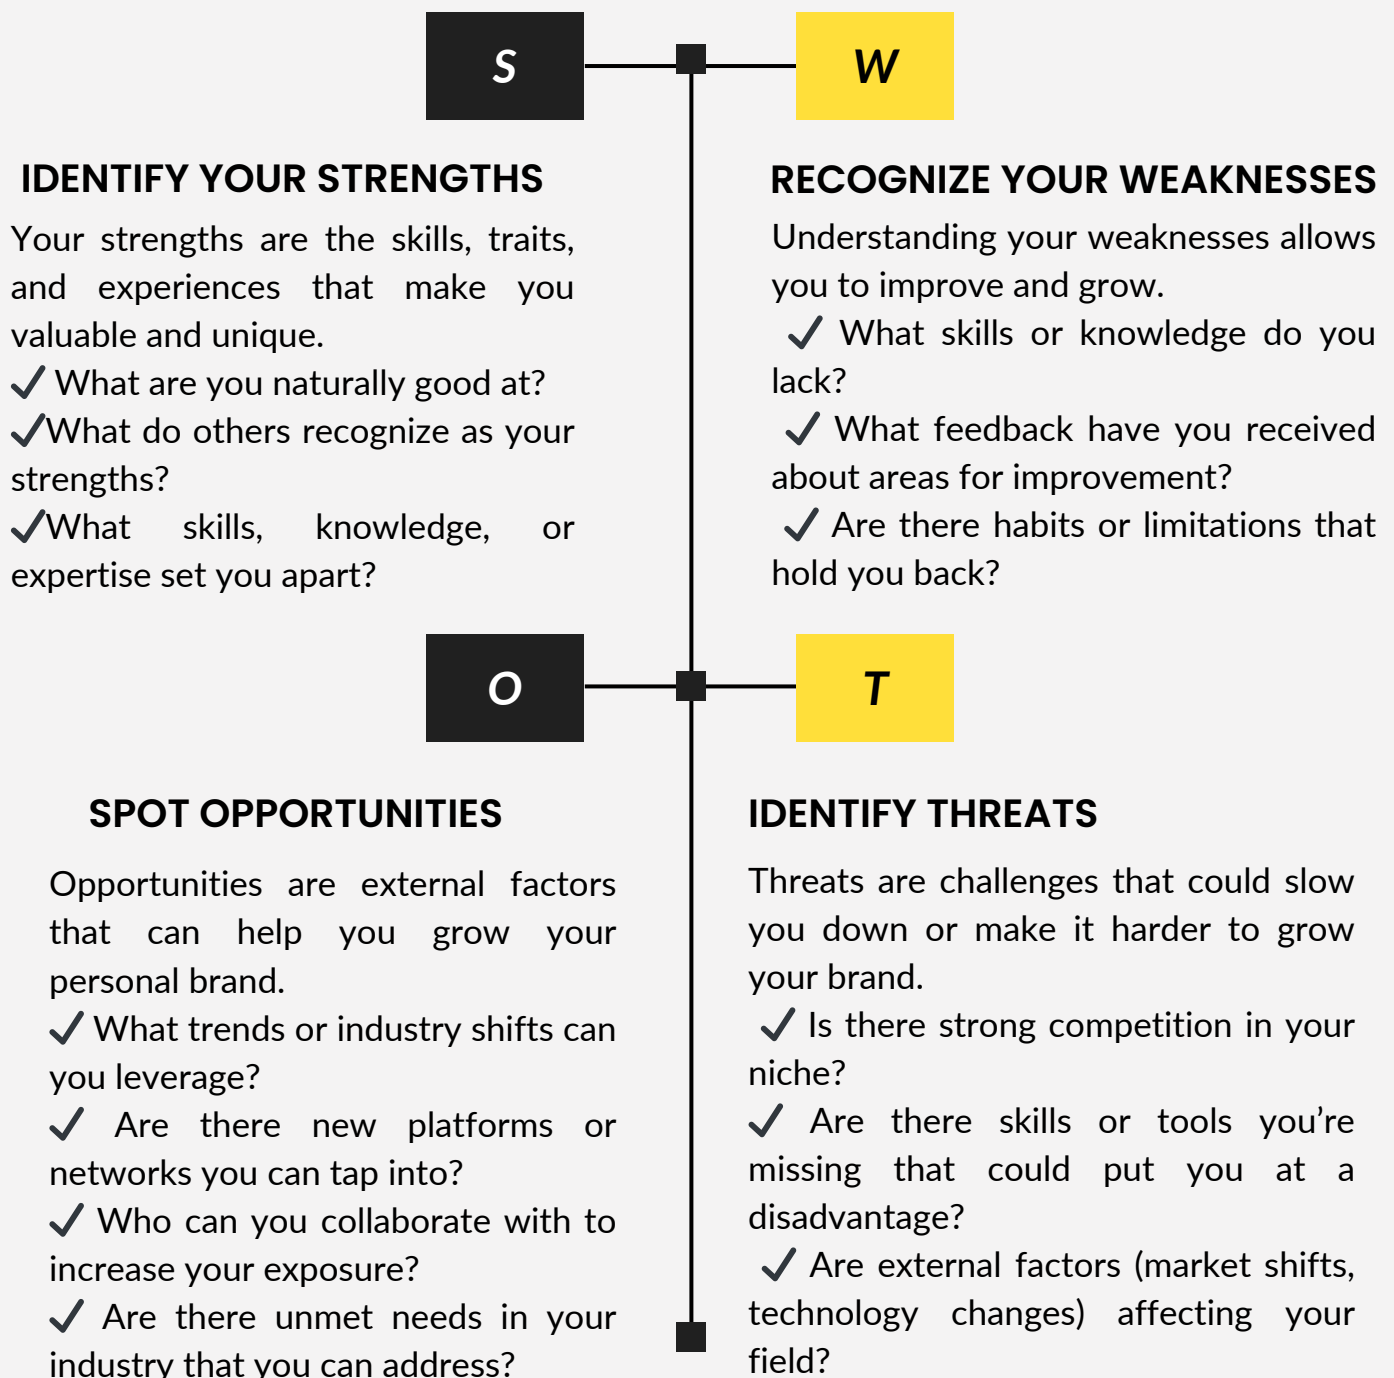 S
W
IDENTIFY YOUR STRENGTHS
Your strengths are the skills, traits,
and experiences that make you
valuable and unique.
✓ What are you naturally good at?
✓What do others recognize as your
strengths?
✓What skills, knowledge, or
expertise set you apart?
RECOGNIZE YOUR WEAKNESSES
Understanding your weaknesses allows
you to improve and grow.
✓ What skills or knowledge do you
lack?
✓ What feedback have you received
about areas for improvement?
✓ Are there habits or limitations that
hold you back?
O
T
SPOT OPPORTUNITIES
Opportunities are external factors
that can help you grow your
personal brand.
✓ What trends or industry shifts can
you leverage?
✓ Are there new platforms or
networks you can tap into?
✓ Who can you collaborate with to
increase your exposure?
✓ Are there unmet needs in your
industry that you can address?
IDENTIFY THREATS
Threats are challenges that could slow
you down or make it harder to grow
your brand.
✓ Is there strong competition in your
niche?
✓ Are there skills or tools you’re
missing that could put you at a
disadvantage?
✓ Are external factors (market shifts,
technology changes) affecting your
field?